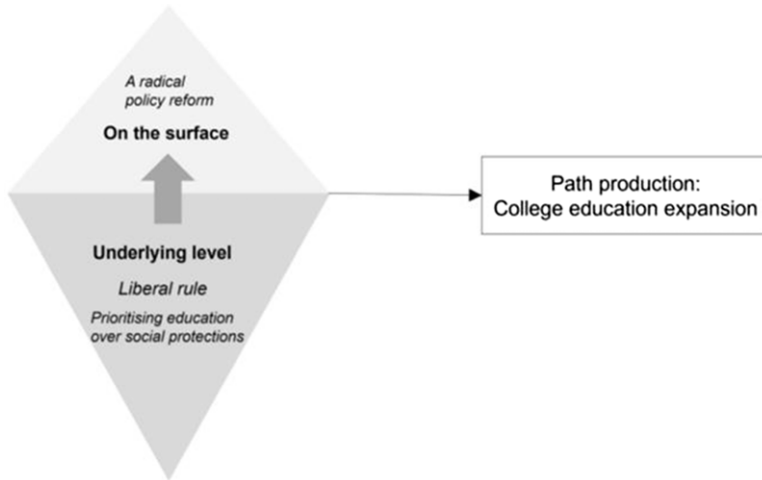 A radical
policy reform
On the surface
Underlying level
Liberal rule
Prioritising education
over social protections
Path production:
College education expansion